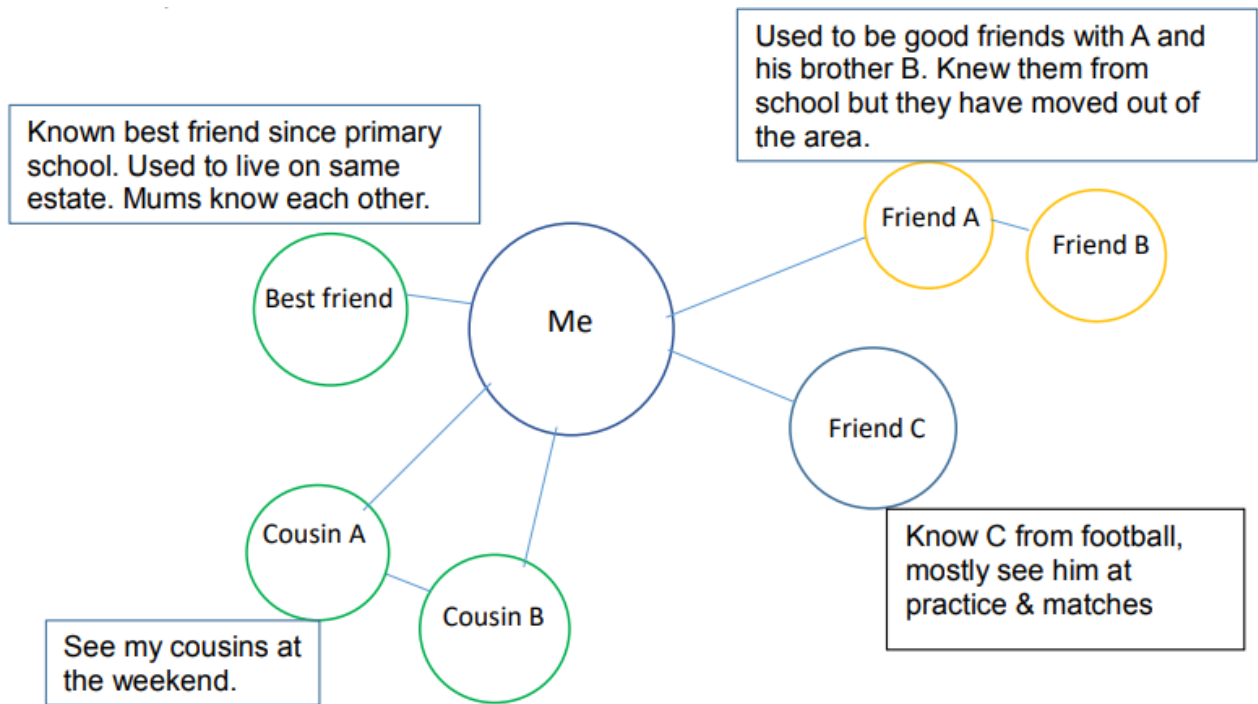 Used to be good friends with A and
his brother B. Knew them from
school but they have moved out of
the area.
Known best friend since primary
school. Used to live on same
estate. Mums know each other.
Friend A
Friend B
Best friend
Me
Friend C
Cousin A
Cousin B
Know C from football,
mostly see him at
practice & matches
See my cousins at
the weekend.